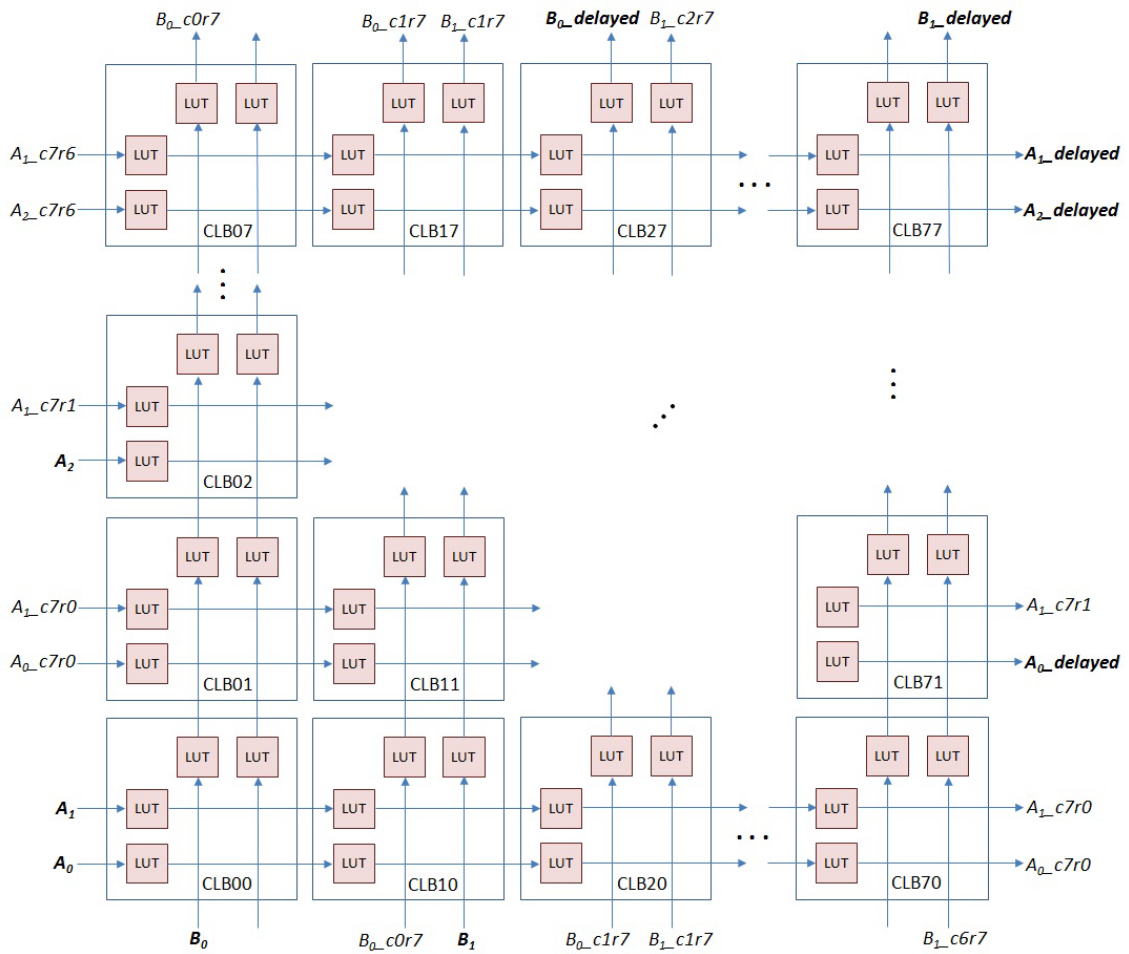 B₀_c0r7 B₀_c1r7 B₁_c1r7 B₀_delayed B₁_c2r7 B₁_delayed
LUT LUT LUT LUT LUT LUT LUT LUT
A₁_c7r6 LUT LUT LUT ... LUT A₁_delayed
A₂_c7r6 LUT LUT LUT LUT A₂_delayed
CLB07 CLB17 CLB27 CLB77
LUT LUT
A₁_c7r1 LUT
A₂ LUT
CLB02
LUT LUT LUT LUT LUT LUT
A₁_c7r0 LUT LUT LUT A₁_c7r1
A₀_c7r0 LUT LUT LUT A₀_delayed
CLB01 CLB11 CLB71
LUT LUT LUT LUT LUT LUT LUT LUT
A₁ LUT LUT LUT ... LUT A₁_c7r0
A₀ LUT LUT LUT LUT A₀_c7r0
CLB00 CLB10 CLB20 CLB70
B₀ B₀_c0r7 B₁ B₀_c1r7 B₁_c1r7 B₁_c6r7